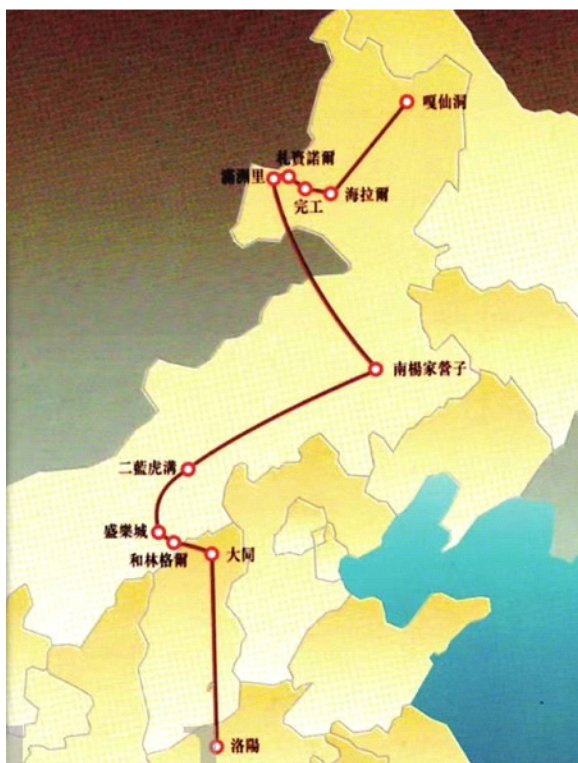 嘎仙洞
札賚諾爾
滿洲里
完工
海拉爾
南楊家營子
二藍虎溝
盛樂城
和林格爾
大同
洛陽